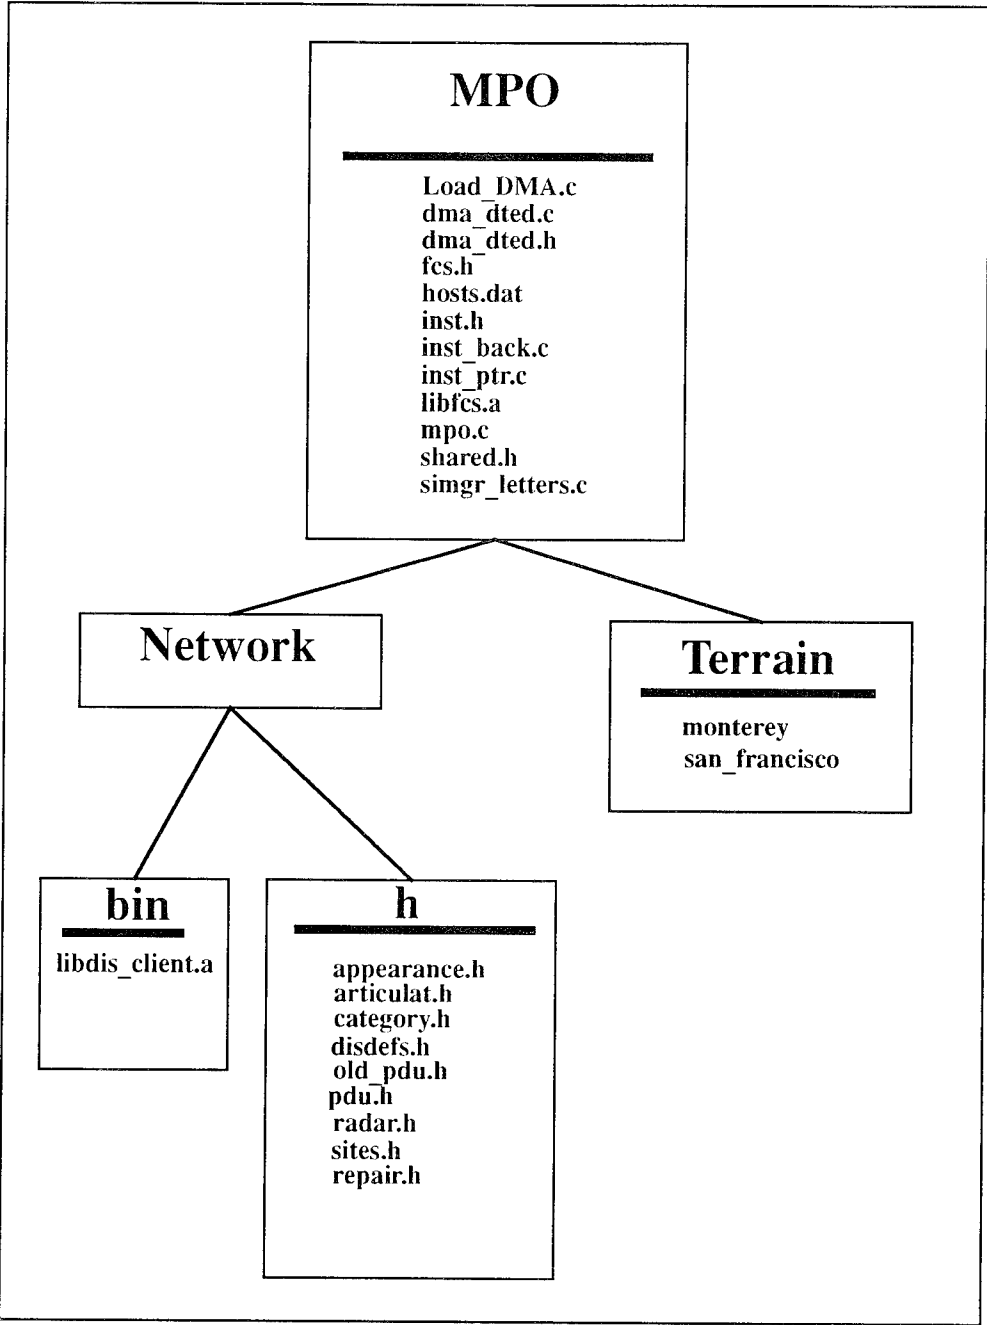 MPO
Load_DMA.c
dma_dted.c
dma_dted.h
fcs.h
hosts.dat
inst.h
inst_back.c
inst_ptr.c
libfcs.a
mpo.c
shared.h
simgr_letters.c
Network
Terrain
monterey
san_francisco
bin
libdis_client.a
h
appearance.h
articulat.h
category.h
disdefs.h
old_pdu.h
pdu.h
radar.h
sites.h
repair.h